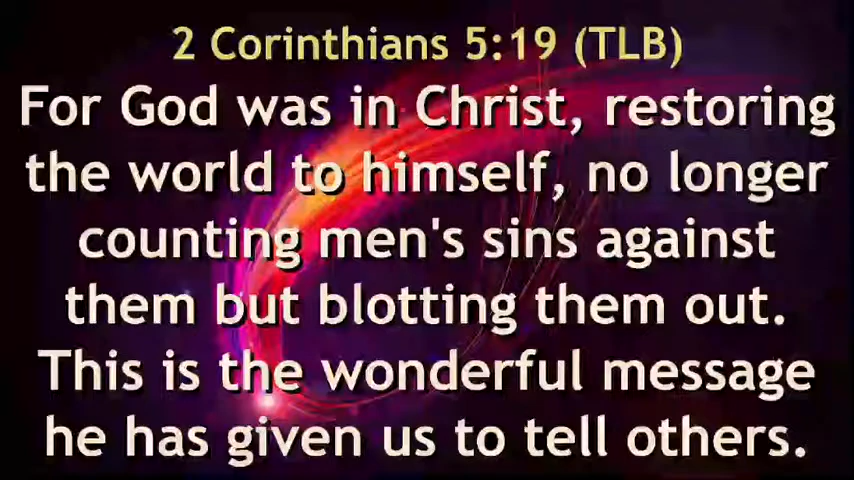 2 Corinthians 5:19 (TLB)
For God was in Christ, restoring
the world to himself, no longer
counting men's sins against
them but blotting them out.
This is the wonderful message
he has given us to tell others.